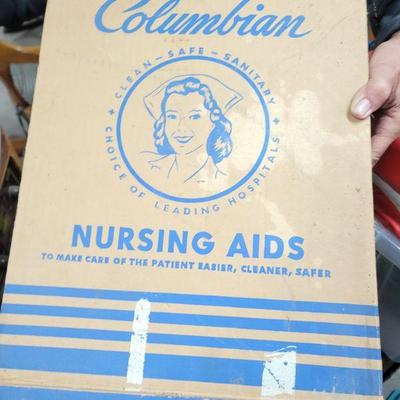 Columbian
CLEAN-SAFE-SANITARY
CHOICE OF LEADING HOSPITALS
NURSING AIDS
TO MAKE CARE OF THE PATIENT EASIER, CLEANER, SAFER